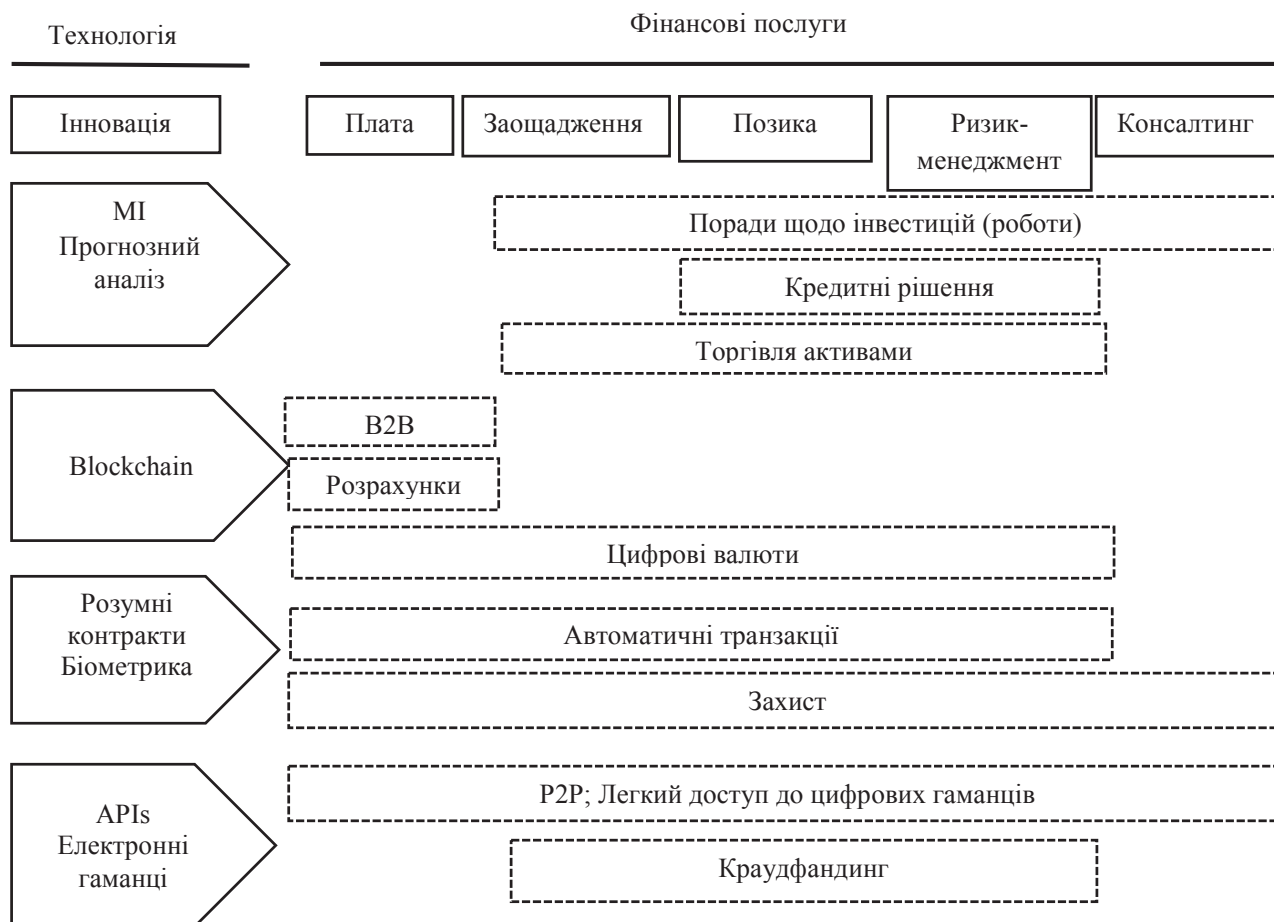 Технологія
Фінансові послуги
Інновація
Плата
Заощадження
Позика
Ризик-
менеджмент
Консалтинг
МІ
Прогнозний
аналіз
Поради щодо інвестицій (роботи)
Кредитні рішення
Торгівля активами
Blockchain
B2B
Розрахунки
Цифрові валюти
Розумні
контракти
Біометрика
Автоматичні транзакції
Захист
APIs
Електронні
гаманці
P2P; Легкий доступ до цифрових гаманців
Краудфандинг